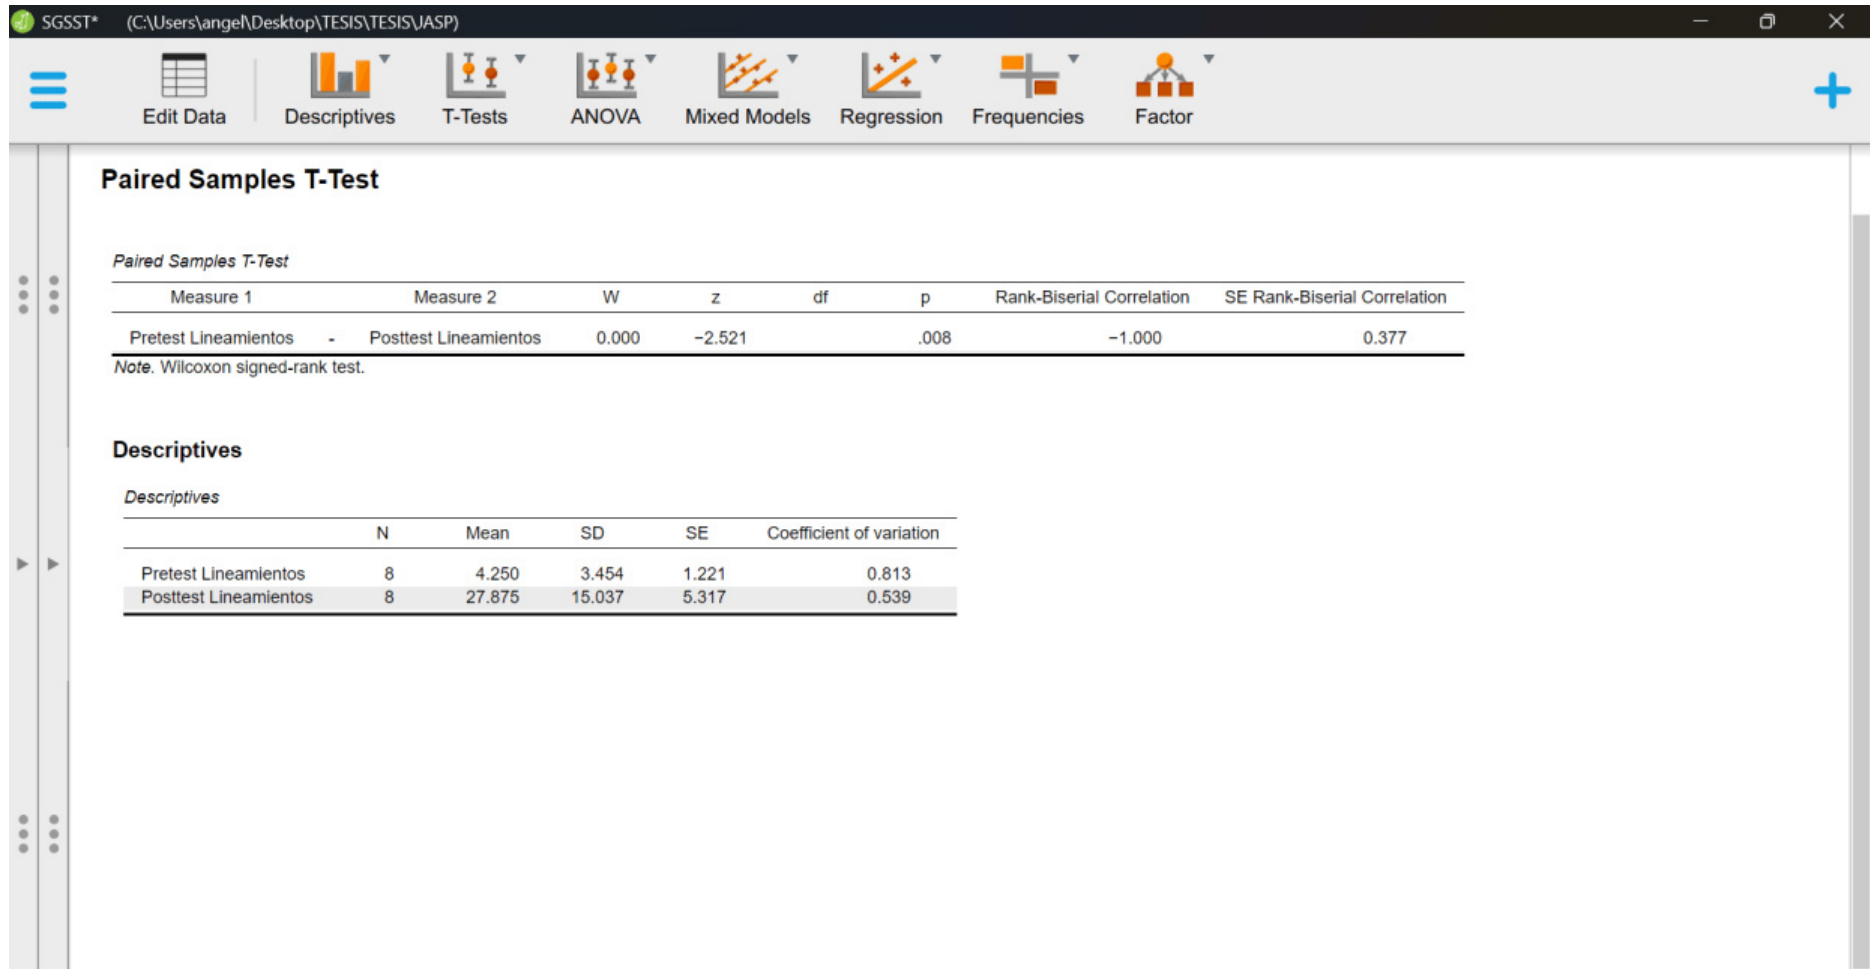 SGSST* (C:\Users\angel\Desktop\TESIS\TESIS\JASP)
Edit Data Descriptives T-Tests ANOVA Mixed Models Regression Frequencies Factor
Paired Samples T-Test
Paired Samples T-Test
Measure 1 Measure 2 W z df p Rank-Biserial Correlation SE Rank-Biserial Correlation
Pretest Lineamientos - Posttest Lineamientos 0.000 −2.521 .008 −1.000 0.377
Note. Wilcoxon signed-rank test.
Descriptives
Descriptives
N Mean SD SE Coefficient of variation
Pretest Lineamientos 8 4.250 3.454 1.221 0.813
Posttest Lineamientos 8 27.875 15.037 5.317 0.539